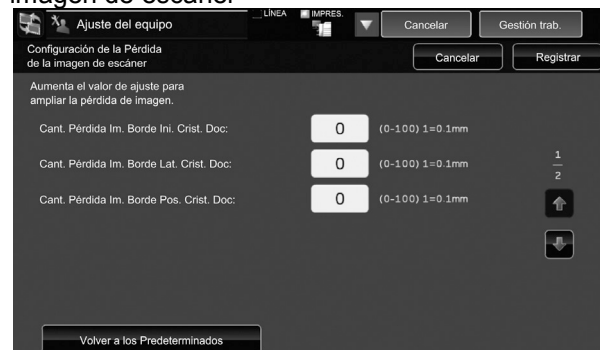 imagen de escáner
Ajuste del equipo
LÍNEA
IMPRES.
Cancelar
Gestión trab.
Configuración de la Pérdida
de la imagen de escáner
Cancelar
Registrar
Aumenta el valor de ajuste para
ampliar la pérdida de imagen.
Cant. Pérdida Im. Borde Ini. Crist. Doc: 0 (0-100) 1=0.1mm
Cant. Pérdida Im. Borde Lat. Crist. Doc: 0 (0-100) 1=0.1mm
Cant. Pérdida Im. Borde Pos. Crist. Doc: 0 (0-100) 1=0.1mm
1
2
Volver a los Predeterminados